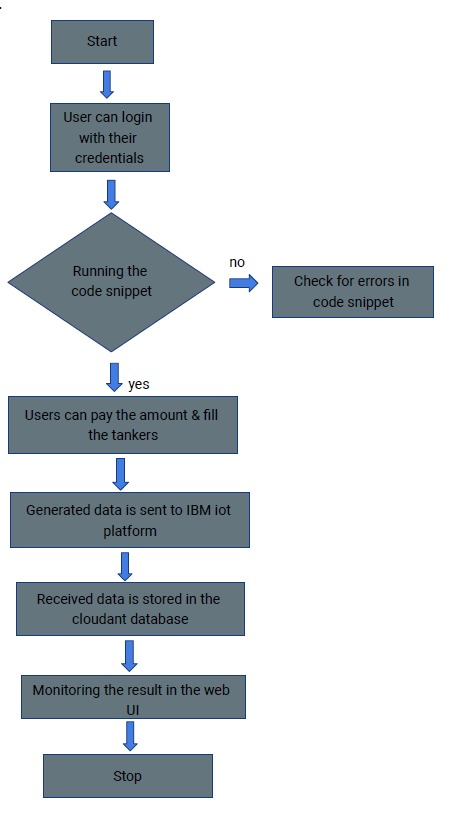 Start
User can login
with their
credentials
Running the
code snippet
no
Check for errors in
code snippet
yes
Users can pay the amount & fill
the tankers
Generated data is sent to IBM iot
platform
Received data is stored in the
cloudant database
Monitoring the result in the web
UI
Stop